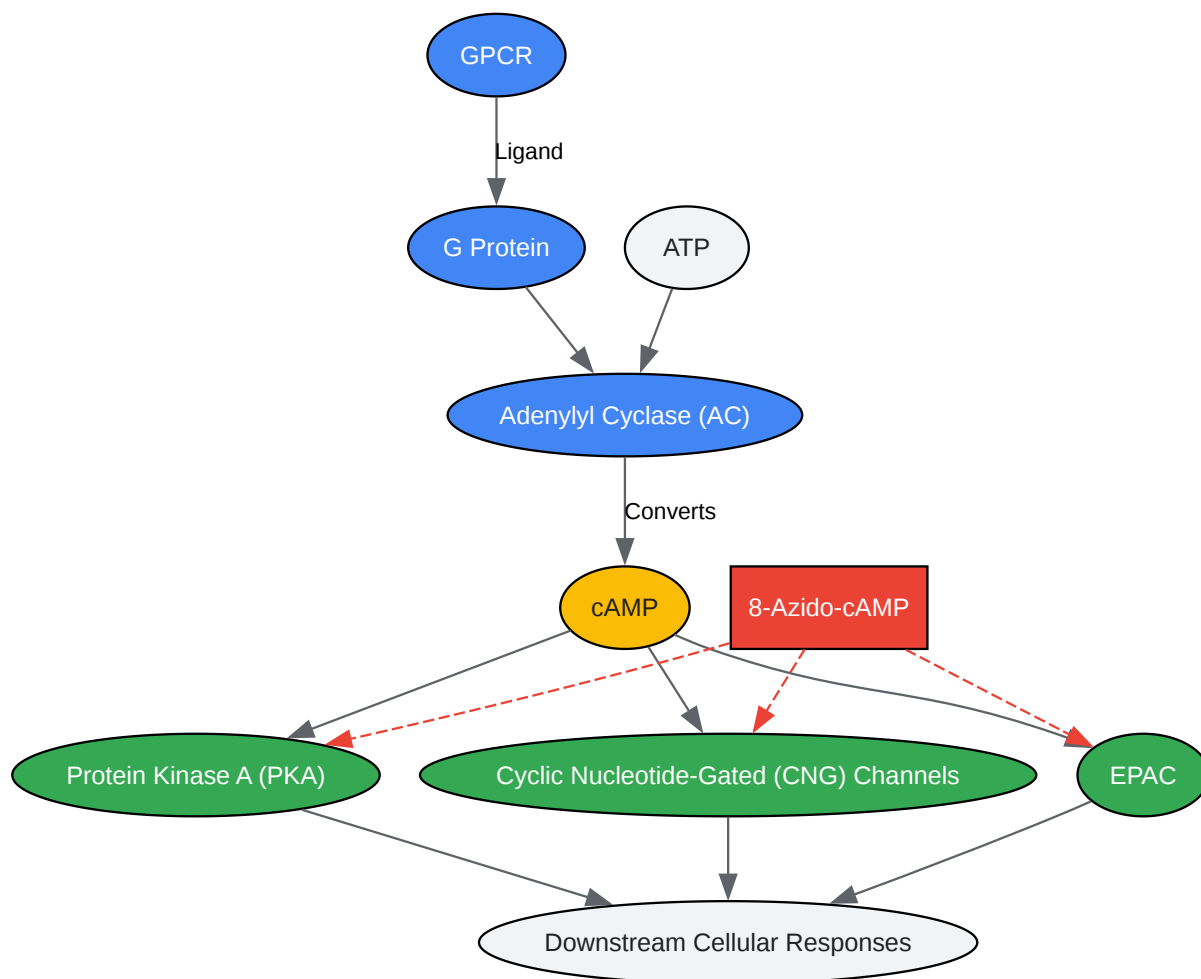 GPCR
Ligand
G Protein
ATP
Adenylyl Cyclase (AC)
Converts
cAMP
8-Azido-cAMP
Protein Kinase A (PKA)
Cyclic Nucleotide-Gated (CNG) Channels
EPAC
Downstream Cellular Responses